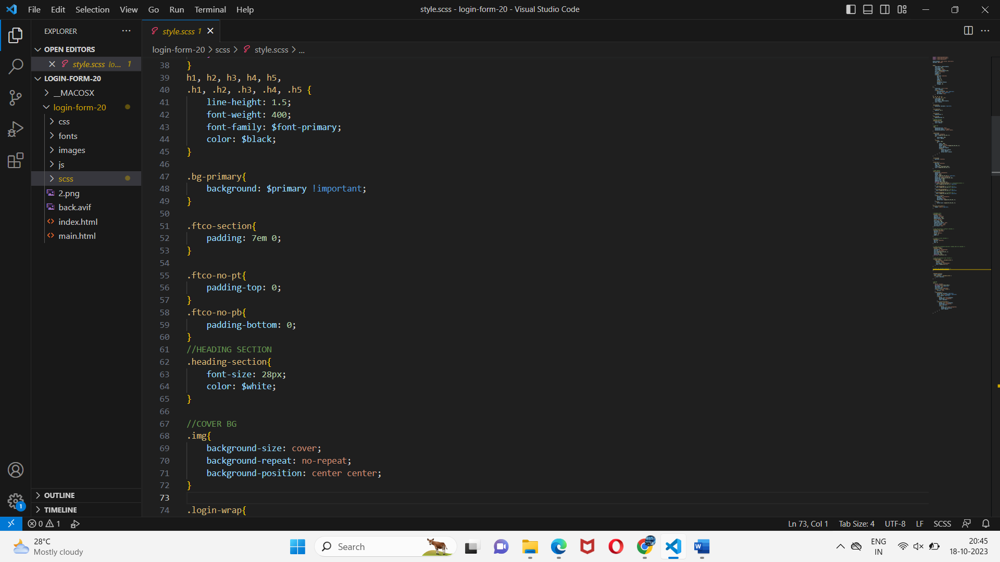 File Edit Selection View Go Run Terminal Help
style.scss - login-form-20 - Visual Studio Code
EXPLORER
OPEN EDITORS
style.scss lo... 1
LOGIN-FORM-20
__MACOSX
login-form-20
css
fonts
images
js
scss
2.png
back.avif
index.html
main.html
OUTLINE
TIMELINE
style.scss 1
login-form-20 > scss > style.scss > ...
38 }
39 h1, h2, h3, h4, h5,
40 .h1, .h2, .h3, .h4, .h5 {
41 line-height: 1.5;
42 font-weight: 400;
43 font-family: $font-primary;
44 color: $black;
45 }
46
47 .bg-primary{
48 background: $primary !important;
49 }
50
51 .ftco-section{
52 padding: 7em 0;
53 }
54
55 .ftco-no-pt{
56 padding-top: 0;
57 }
58 .ftco-no-pb{
59 padding-bottom: 0;
60 }
61 //HEADING SECTION
62 .heading-section{
63 font-size: 28px;
64 color: $white;
65 }
66
67 //COVER BG
68 .img{
69 background-size: cover;
70 background-repeat: no-repeat;
71 background-position: center center;
72 }
73
74 .login-wrap{
1
0 1
Ln 73, Col 1 Tab Size: 4 UTF-8 LF SCSS
28°C
Mostly cloudy
Search
ENG
IN
20:45
18-10-2023